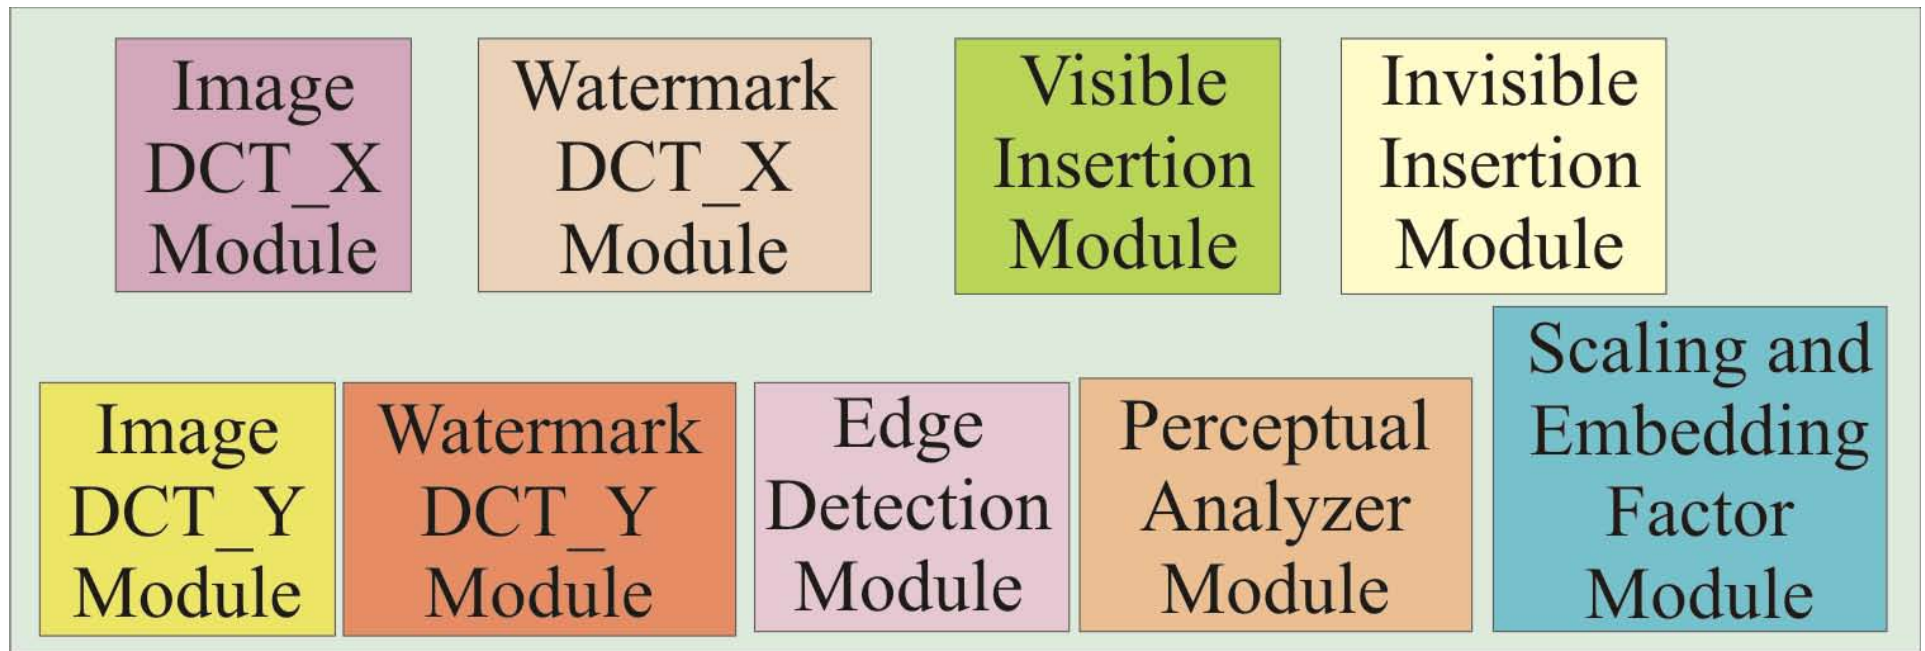 Image
DCT_X
Module
Watermark
DCT_X
Module
Visible
Insertion
Module
Invisible
Insertion
Module
Image
DCT_Y
Module
Watermark
DCT_Y
Module
Edge
Detection
Module
Perceptual
Analyzer
Module
Scaling and
Embedding
Factor
Module